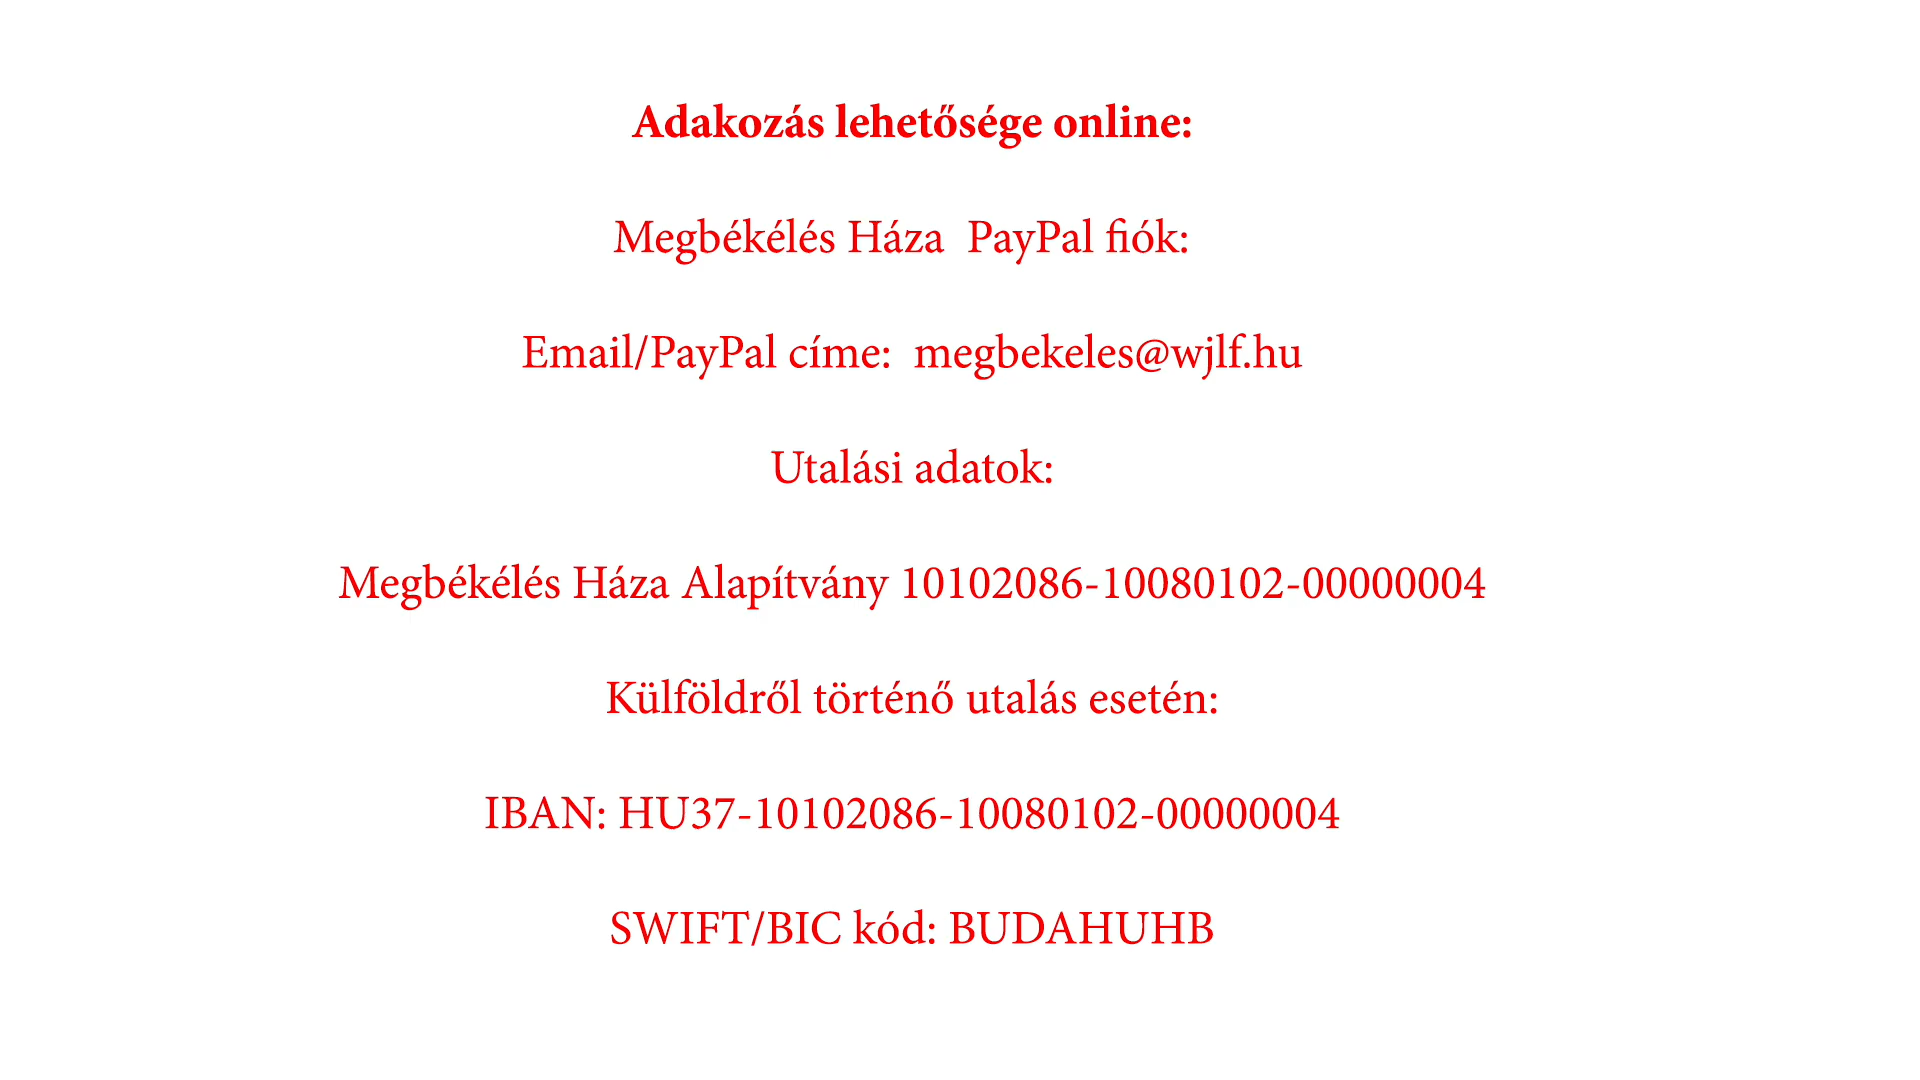 Adakozás lehetősége online:
Megbékélés Háza  PayPal fiók:
Email/PayPal címe:  megbekeles@wjlf.hu
Utalási adatok:
Megbékélés Háza Alapítvány 10102086-10080102-00000004
Külföldről történő utalás esetén:
IBAN: HU37-10102086-10080102-00000004
SWIFT/BIC kód: BUDAHUHB